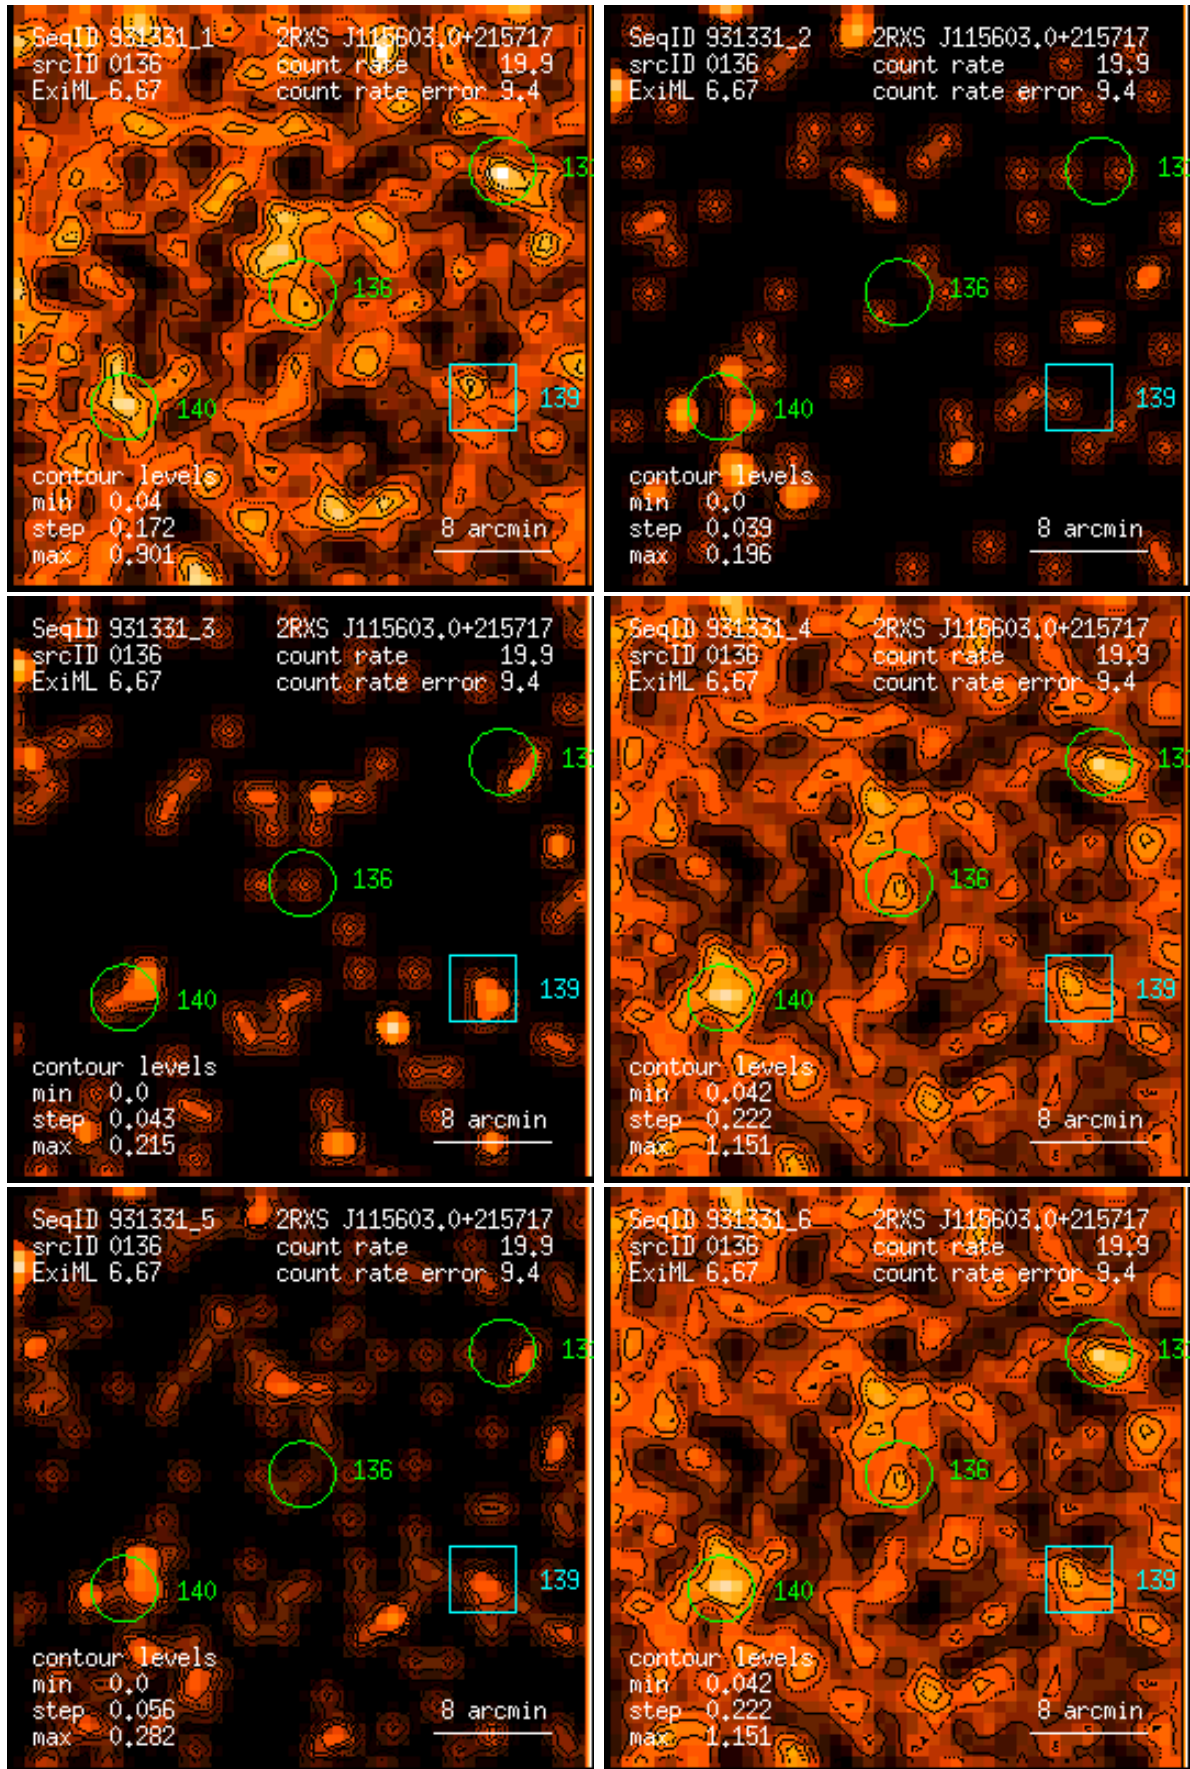 SeqID 931331_1 2RXS J115603.0+215717
srcID 0136 count rate 19.9
ExiML 6.67 count rate error 9.4
136
140
139
contour levels
min 0.04
step 0.172
max 0.901
8 arcmin
SeqID 931331_2 2RXS J115603.0+215717
srcID 0136 count rate 19.9
ExiML 6.67 count rate error 9.4
136
140
139
contour levels
min 0.0
step 0.039
max 0.196
8 arcmin
SeqID 931331_3 2RXS J115603.0+215717
srcID 0136 count rate 19.9
ExiML 6.67 count rate error 9.4
136
140
139
contour levels
min 0.0
step 0.043
max 0.215
8 arcmin
SeqID 931331_4 2RXS J115603.0+215717
srcID 0136 count rate 19.9
ExiML 6.67 count rate error 9.4
136
140
139
contour levels
min 0.042
step 0.222
max 1.151
8 arcmin
SeqID 931331_5 2RXS J115603.0+215717
srcID 0136 count rate 19.9
ExiML 6.67 count rate error 9.4
136
140
139
contour levels
min 0.0
step 0.056
max 0.282
8 arcmin
SeqID 931331_6 2RXS J115603.0+215717
srcID 0136 count rate 19.9
ExiML 6.67 count rate error 9.4
136
140
139
contour levels
min 0.042
step 0.222
max 1.151
8 arcmin